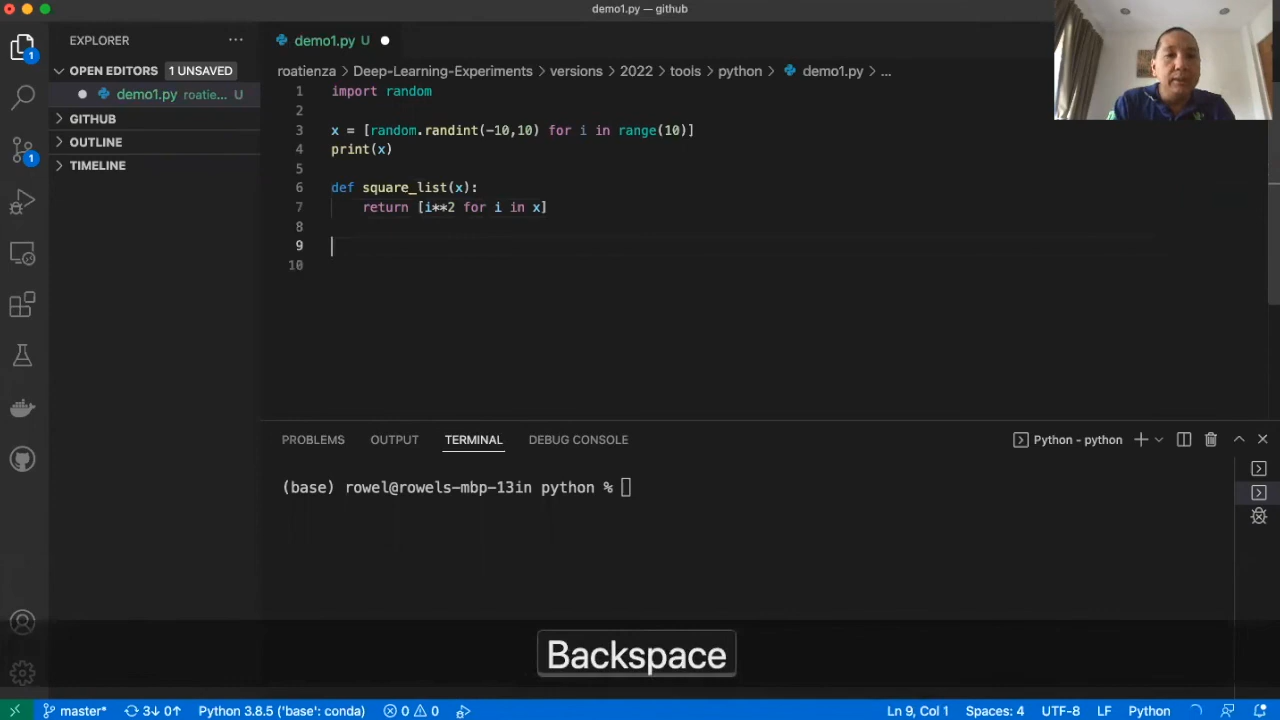 demo1.py — github
EXPLORER ···
demo1.py U
OPEN EDITORS 1 UNSAVED
roatienza > Deep-Learning-Experiments > versions > 2022 > tools > python > demo1.py > ...
demo1.py roatie... U
GITHUB
OUTLINE
TIMELINE
1 import random
2
3 x = [random.randint(-10,10) for i in range(10)]
4 print(x)
5
6 def square_list(x):
7 return [i**2 for i in x]
8
9
10
1
1
PROBLEMS OUTPUT TERMINAL DEBUG CONSOLE Python - python
(base) rowel@rowels-mbp-13in python %
Backspace
master* 3↓ 0↑ Python 3.8.5 ('base': conda) 0 0 Ln 9, Col 1 Spaces: 4 UTF-8 LF Python